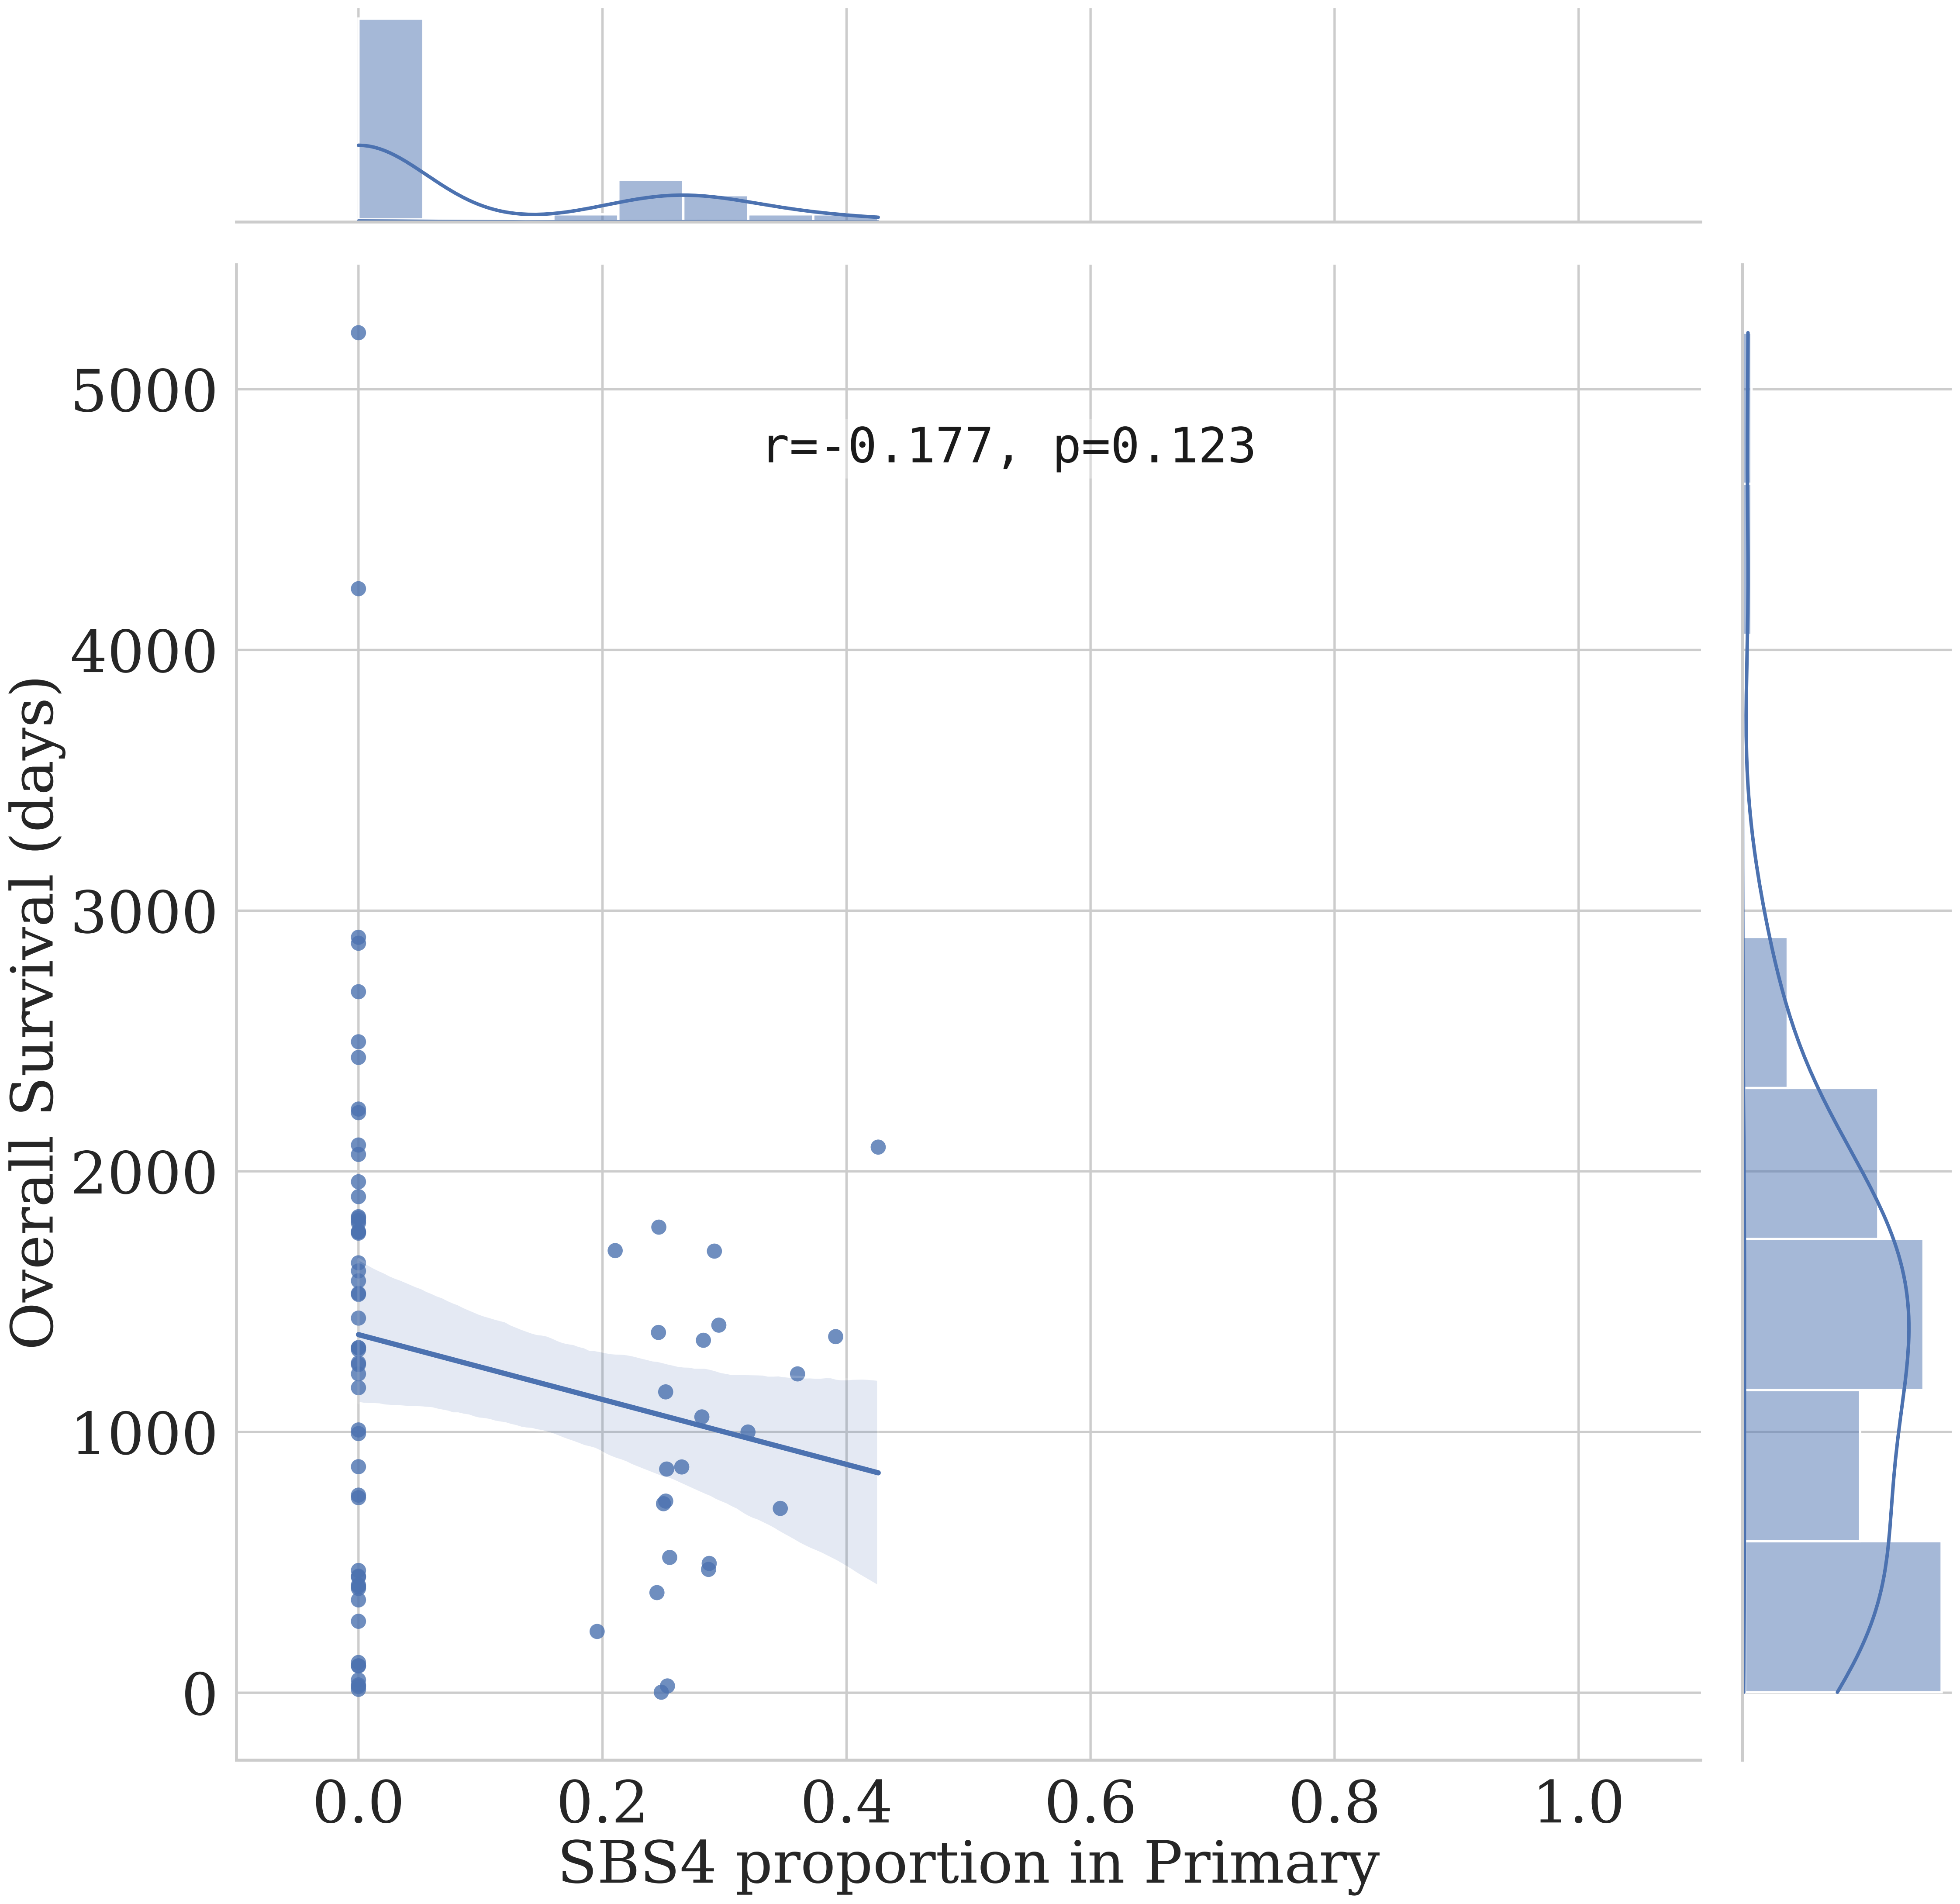 Overall Survival (days)
5000
4000
3000
2000
1000
0
r=-0.177, p=0.123
0.0 0.2 0.4 0.6 0.8 1.0
SBS4 proportion in Primary